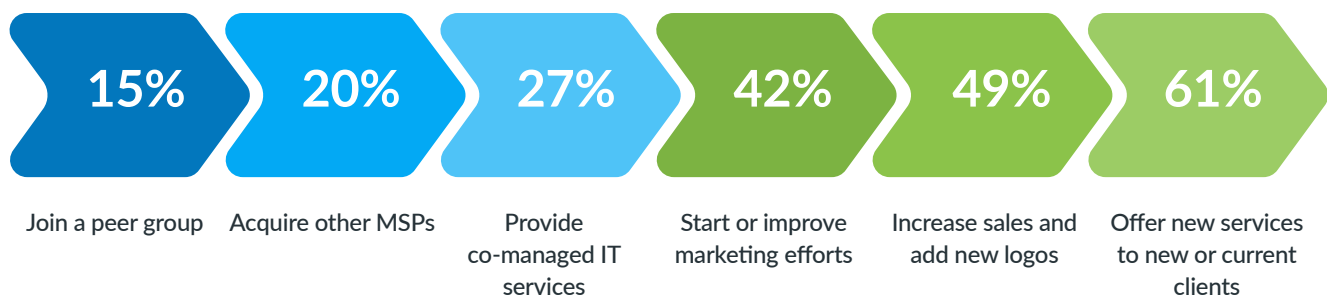 15%
20%
27%
42%
49%
61%
Join a peer group
Acquire other MSPs
Provide
co-managed IT
services
Start or improve
marketing efforts
Increase sales and
add new logos
Offer new services
to new or current
clients